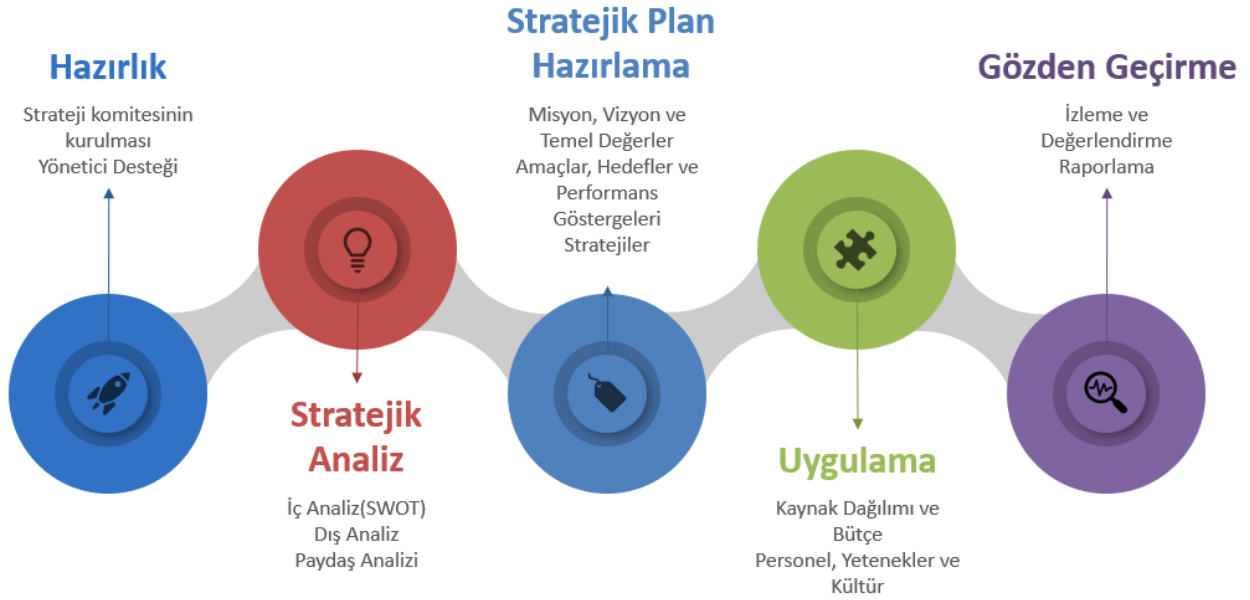 Hazırlık
Strateji komitesinin
kurulması
Yönetici Desteği
Stratejik
Analiz
İç Analiz(SWOT)
Dış Analiz
Paydaş Analizi
Stratejik Plan
Hazırlama
Misyon, Vizyon ve
Temel Değerler
Amaçlar, Hedefler ve
Performans
Göstergeleri
Stratejiler
Uygulama
Kaynak Dağılımı ve
Bütçe
Personel, Yetenekler ve
Kültür
Gözden Geçirme
İzleme ve
Değerlendirme
Raporlama